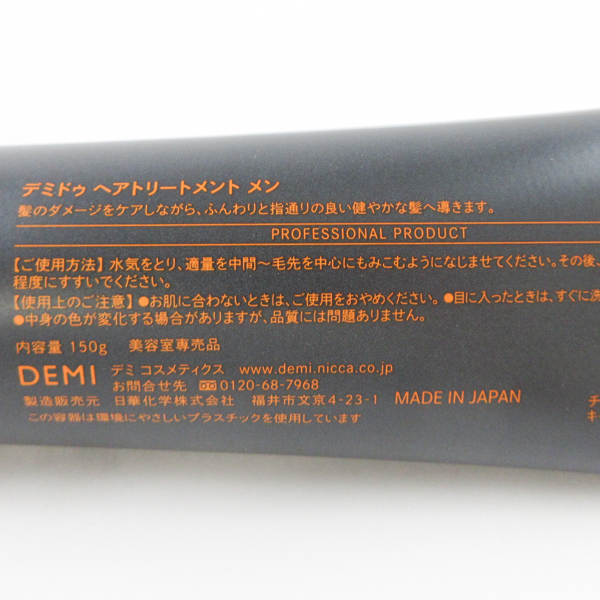 デミドゥ ヘアトリートメント メン
髪のダメージをケアしながら、ふんわりと指通りの良い健やかな髪へ導きます。
PROFESSIONAL PRODUCT
【ご使用方法】水気をとり、適量を中間～毛先を中心にもみこむようになじませてください。その後、
程度にすすいでください。
【使用上のご注意】●お肌に合わないときは、ご使用をおやめください。●目に入ったときは、すぐに洗
●中身の色が変化する場合がありますが、品質には問題ありません。
内容量 150g 美容室専売品
DEMI デミ コスメティクス www.demi.nicca.co.jp
お問合せ先 0120-68-7968
製造販売元 日華化学株式会社 福井市文京4-23-1 MADE IN JAPAN
この容器は環境にやさしいプラスチックを使用しています
チ
キ